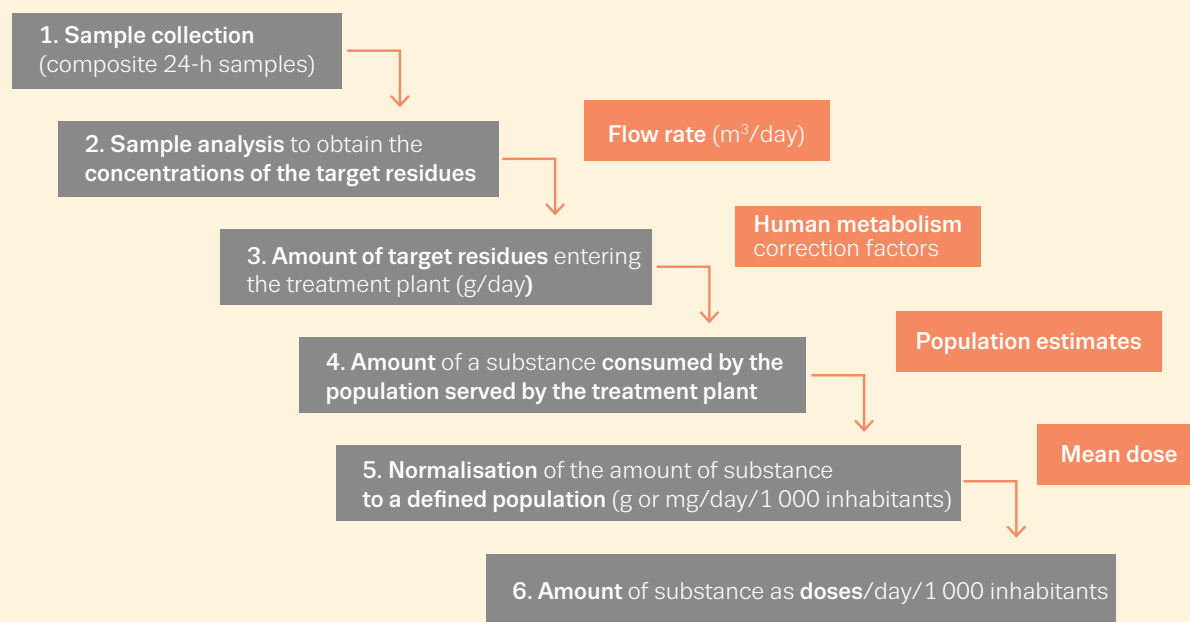 1. Sample collection
(composite 24-h samples)
2. Sample analysis to obtain the
concentrations of the target residues
Flow rate (m³/day)
3. Amount of target residues entering
the treatment plant (g/day)
Human metabolism
correction factors
4. Amount of a substance consumed by the
population served by the treatment plant
Population estimates
5. Normalisation of the amount of substance
to a defined population (g or mg/day/1 000 inhabitants)
Mean dose
6. Amount of substance as doses/day/1 000 inhabitants